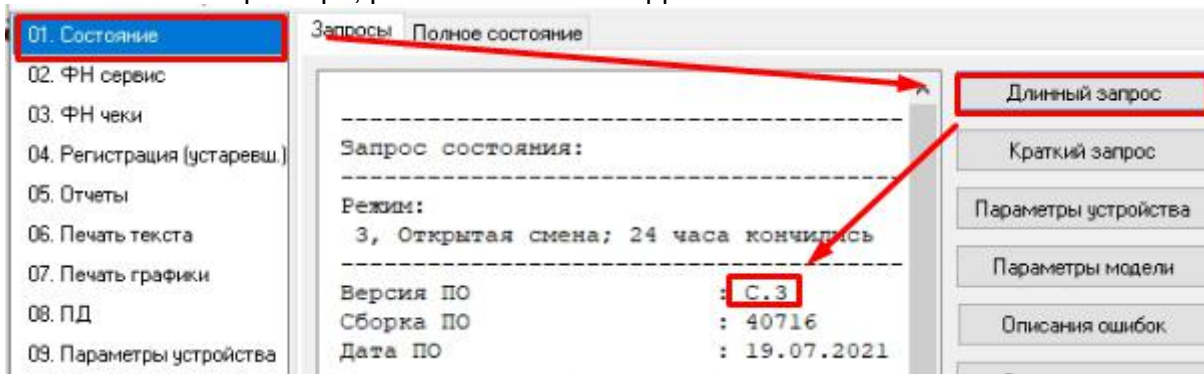 01. Состояние
02. ФН сервис
03. ФН чеки
04. Регистрация (устаревш.)
05. Отчеты
06. Печать текста
07. Печать графики
08. ПД
09. Параметры устройства
Запросы Полное состояние
Запрос состояния:
Режим:
3, Открытая смена; 24 часа кончились
Версия ПО : C.3
Сборка ПО : 40716
Дата ПО : 19.07.2021
Длинный запрос
Краткий запрос
Параметры устройства
Параметры модели
Описания ошибок